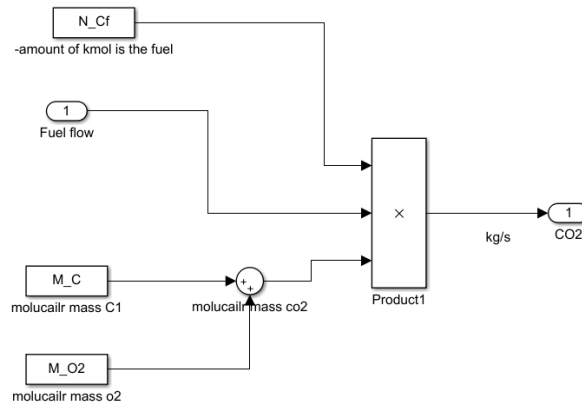 N_Cf
-amount of kmol is the fuel
1
Fuel flow
×
kg/s
1
CO2
Product1
M_C
molucailr mass C1
+
+
molucailr mass co2
M_O2
molucailr mass o2